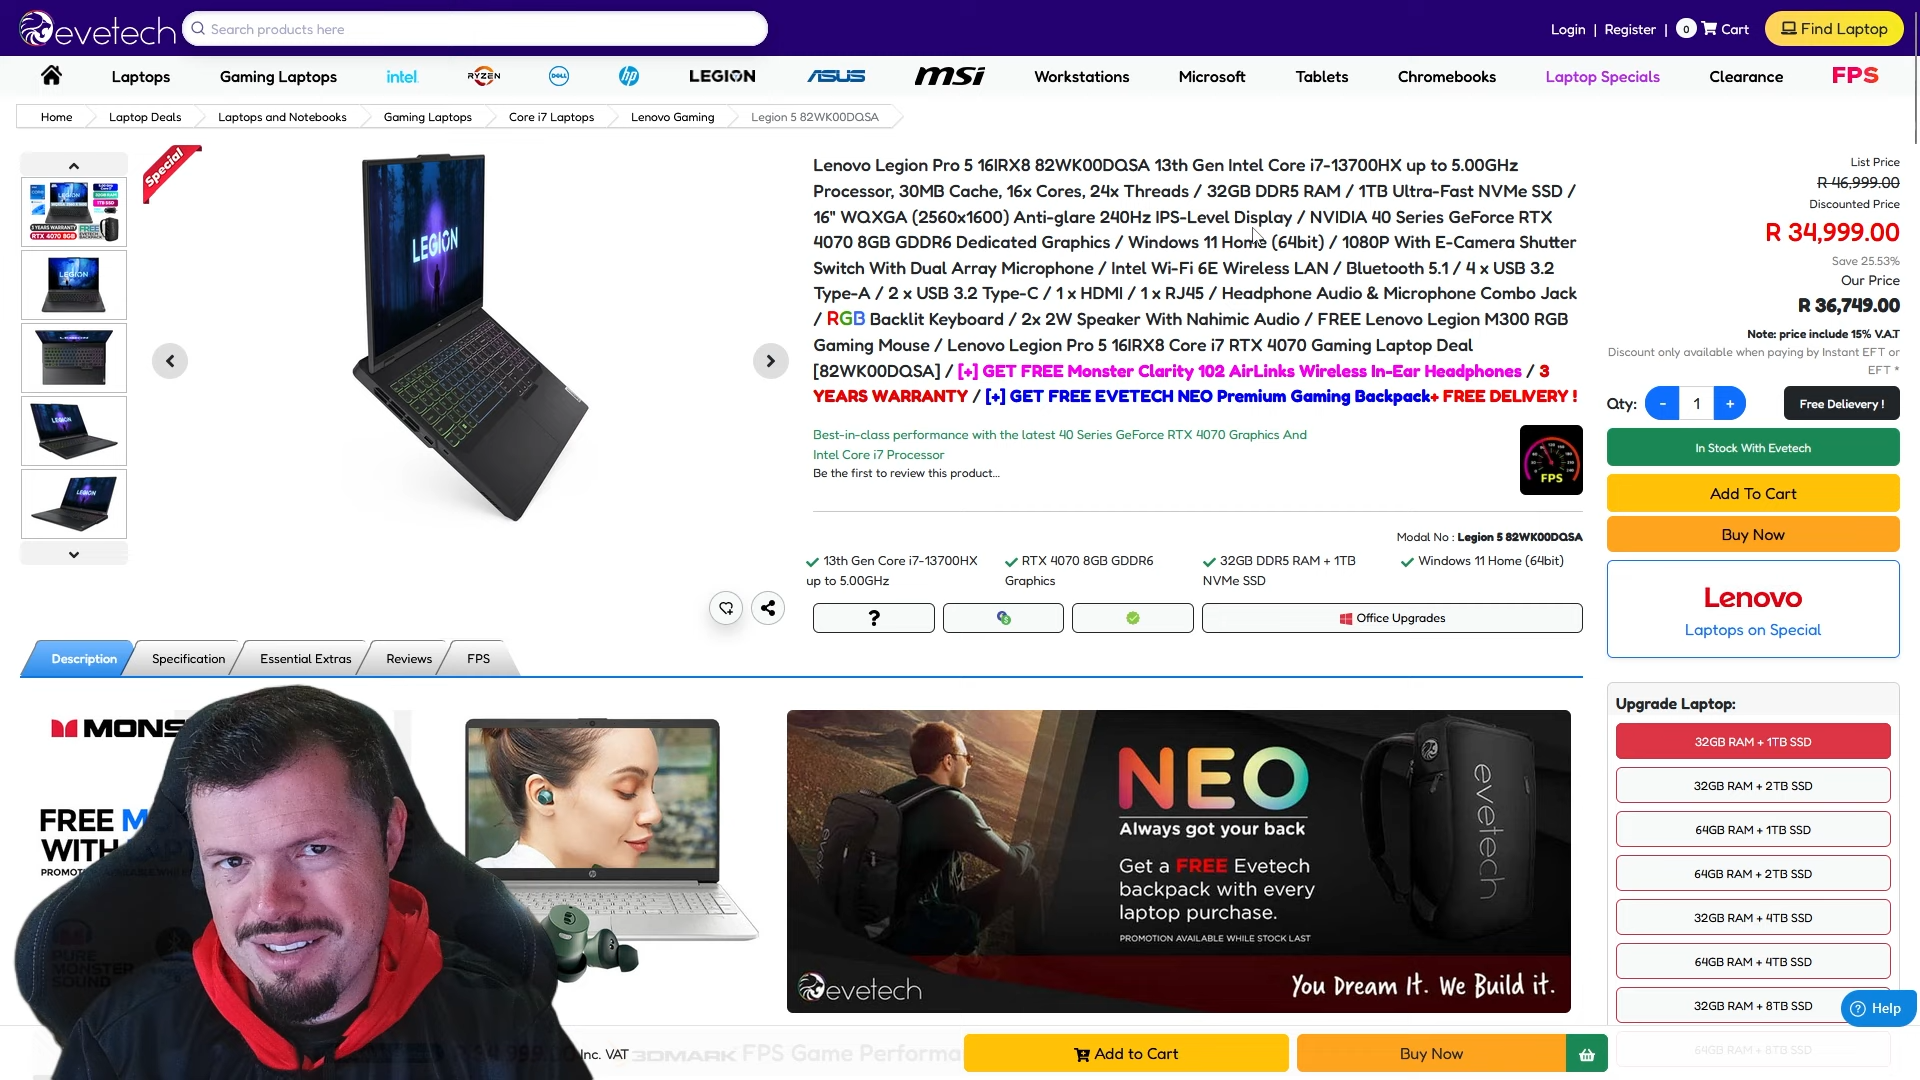 evetech
Search products here
Login | Register | 0 Cart
Find Laptop
Laptops
Gaming Laptops
intel
RYZEN
DELL
hp
LEGION
ASUS
msi
Workstations
Microsoft
Tablets
Chromebooks
Laptop Specials
Clearance
FPS
Home
Laptop Deals
Laptops and Notebooks
Gaming Laptops
Core i7 Laptops
Lenovo Gaming
Legion 5 82WK00DQSA
Special
LEGION
Lenovo Legion Pro 5 16IRX8 82WK00DQSA 13th Gen Intel Core i7-13700HX up to 5.00GHz
Processor, 30MB Cache, 16x Cores, 24x Threads / 32GB DDR5 RAM / 1TB Ultra-Fast NVMe SSD /
16" WQXGA (2560x1600) Anti-glare 240Hz IPS-Level Display / NVIDIA 40 Series GeForce RTX
4070 8GB GDDR6 Dedicated Graphics / Windows 11 Home (64bit) / 1080P With E-Camera Shutter
Switch With Dual Array Microphone / Intel Wi-Fi 6E Wireless LAN / Bluetooth 5.1 / 4 x USB 3.2
Type-A / 2 x USB 3.2 Type-C / 1 x HDMI / 1 x RJ45 / Headphone Audio & Microphone Combo Jack
/ RGB Backlit Keyboard / 2x 2W Speaker With Nahimic Audio / FREE Lenovo Legion M300 RGB
Gaming Mouse / Lenovo Legion Pro 5 16IRX8 Core i7 RTX 4070 Gaming Laptop Deal
[82WK00DQSA] / [+] GET FREE Monster Clarity 102 AirLinks Wireless In-Ear Headphones / 3
YEARS WARRANTY / [+] GET FREE EVETECH NEO Premium Gaming Backpack+ FREE DELIVERY !
Best-in-class performance with the latest 40 Series GeForce RTX 4070 Graphics And
Intel Core i7 Processor
Be the first to review this product...
FPS
Modal No : Legion 5 82WK00DQSA
13th Gen Core i7-13700HX
up to 5.00GHz
RTX 4070 8GB GDDR6
Graphics
32GB DDR5 RAM + 1TB
NVMe SSD
Windows 11 Home (64bit)
?
Office Upgrades
List Price
R 46,999.00
Discounted Price
R 34,999.00
Save 25.53%
Our Price
R 36,749.00
Note: price include 15% V.A.T
Discount only available when paying by Instant EFT or
EFT *
Qty: - 1 +
Free Delievery !
In Stock With Evetech
Add To Cart
Buy Now
Lenovo
Laptops on Special
Upgrade Laptop:
32GB RAM + 1TB SSD
32GB RAM + 2TB SSD
64GB RAM + 1TB SSD
64GB RAM + 2TB SSD
32GB RAM + 4TB SSD
64GB RAM + 4TB SSD
32GB RAM + 8TB SSD
64GB RAM + 8TB SSD
Help
Description
Specification
Essential Extras
Reviews
FPS
MONS
FREE M
WITH
PURE
MONSTER
SOUND
NEO
Always got your back
Get a FREE Evetech
backpack with every
laptop purchase.
PROMOTION AVAILABLE WHILE STOCK LAST
evetech
evetech
You Dream It. We Build it.
Inc. VAT
3DMARK FPS Game Performa
Add to Cart
Buy Now